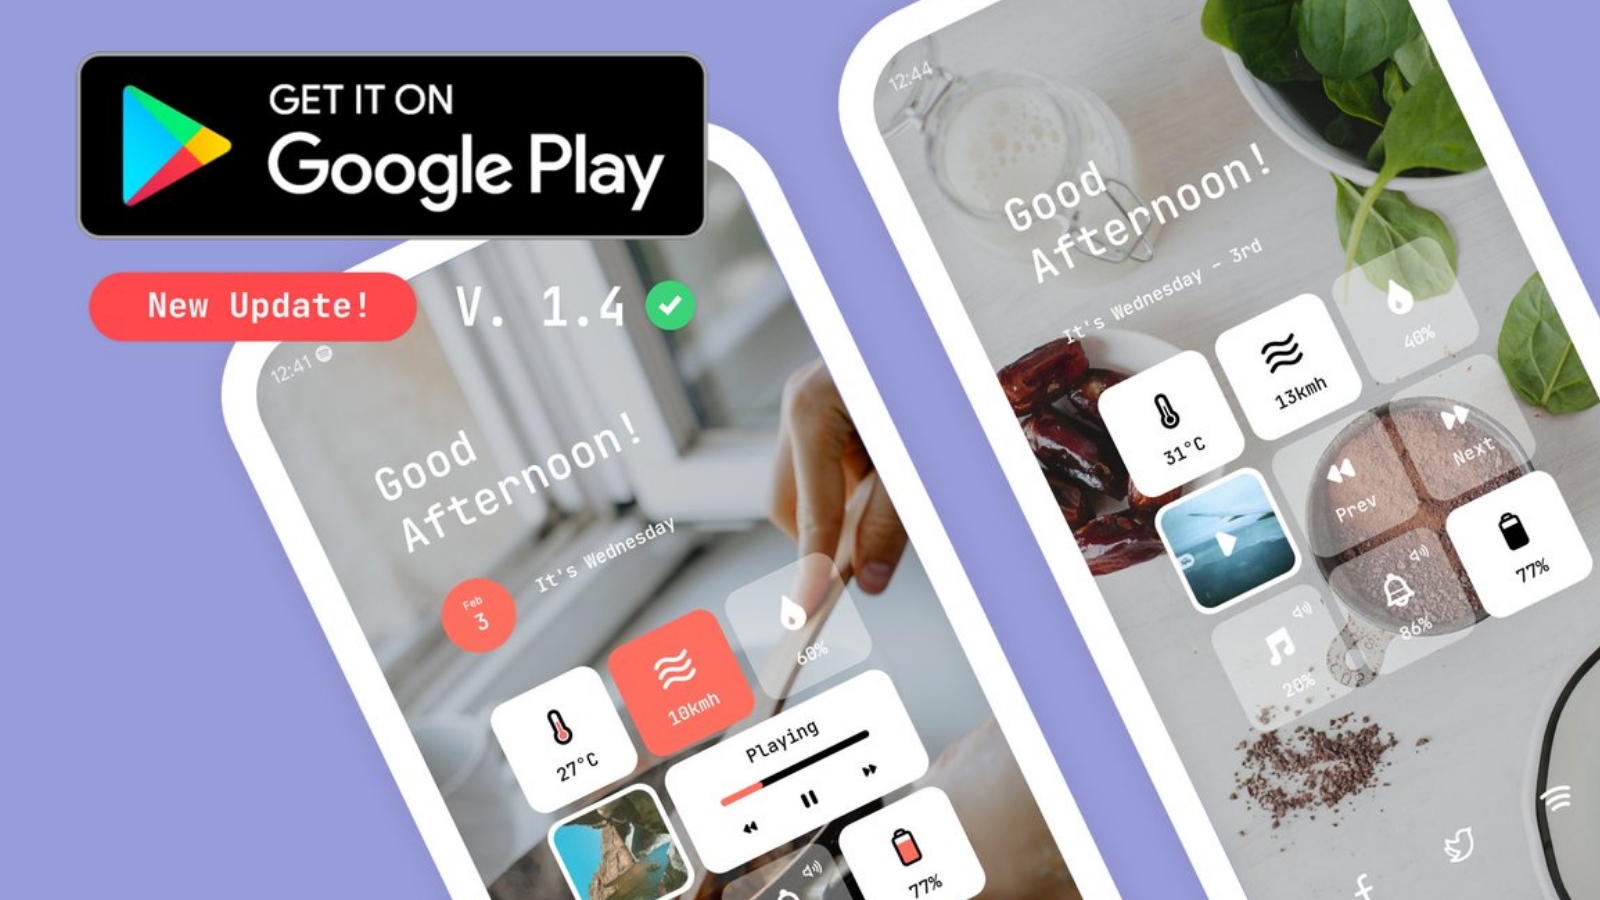 GET IT ON
Google Play
New Update!
V. 1.4
12:41
Good
Afternoon!
Feb
3
It's Wednesday
27°C
10kmh
60%
Playing
77%
12:44
Good
Afternoon!
It's Wednesday - 3rd
31°C
13kmh
40%
Prev
Next
20%
86%
77%